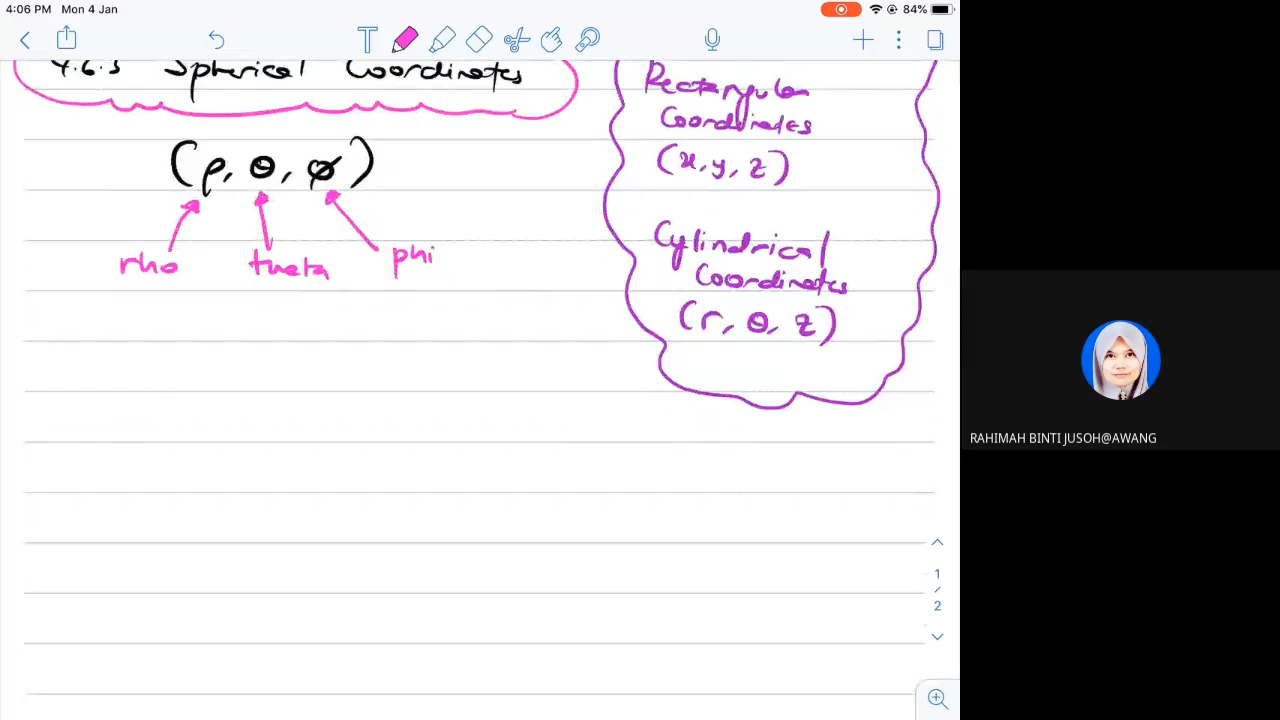 4:06 PM Mon 4 Jan
84%
4.6.3 Spherical Coordinates
(ρ, θ, φ)
rho theta phi
Rectangular
Coordinates
(x, y, z)
Cylindrical
Coordinates
(r, θ, z)
1
/
2
RAHIMAH BINTI JUSOH@AWANG